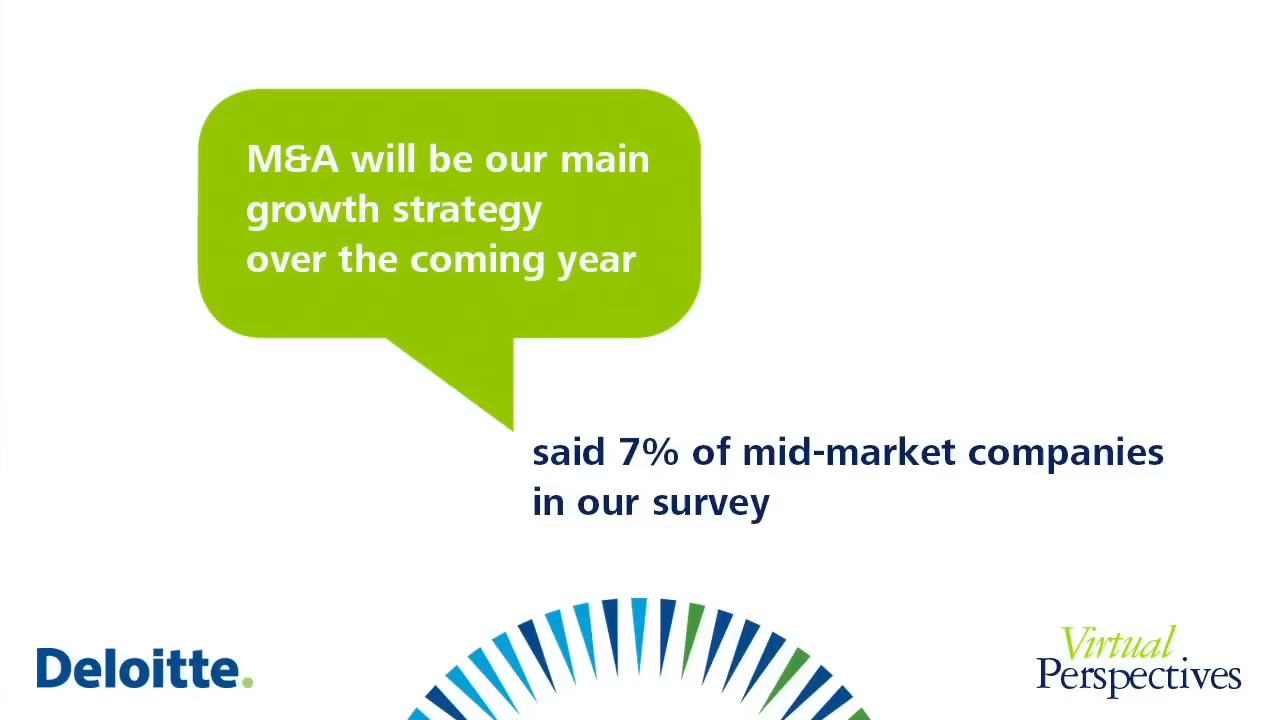 M&A will be our main
growth strategy
over the coming year
said 7% of mid-market companies
in our survey
Deloitte.
Virtual
Perspectives